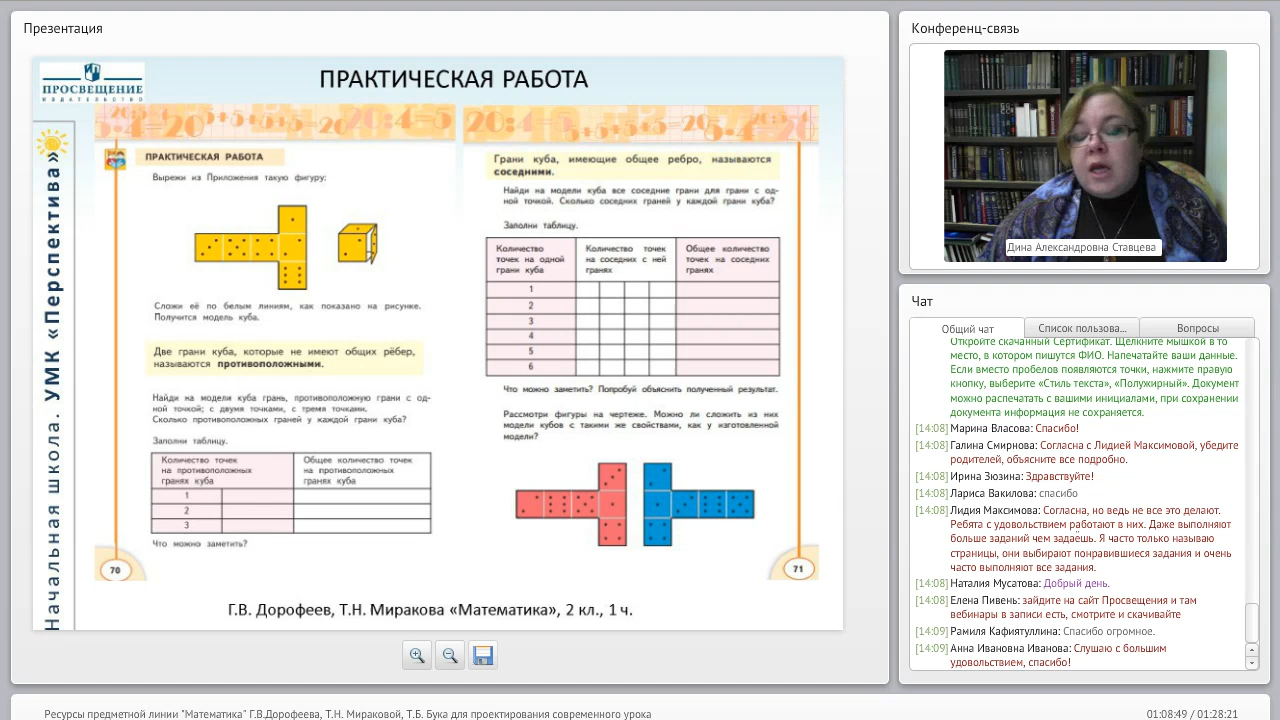 Презентация
ПРОСВЕЩЕНИЕ
ИЗДАТЕЛЬСТВО
ПРАКТИЧЕСКАЯ РАБОТА
Начальная школа. УМК «Перспектива»
ПРАКТИЧЕСКАЯ РАБОТА
Вырежи из Приложения такую фигуру:
Сложи её по белым линиям, как показано на рисунке.
Получится модель куба.
Две грани куба, которые не имеют общих рёбер,
называются противоположными.
Найди на модели куба грань, противоположную грани с од-
ной точкой; с двумя точками, с тремя точками.
Сколько противоположных граней у каждой грани куба?
Заполни таблицу.
Количество точек
на противоположных
гранях куба
Общее количество точек
на противоположных
гранях куба
1
2
3
Что можно заметить?
70
Грани куба, имеющие общее ребро, называются
соседними.
Найди на модели куба все соседние грани для грани с од-
ной точкой. Сколько соседних граней у каждой грани куба?
Заполни таблицу.
Количество
точек на одной
грани куба
Количество точек
на соседних с ней
гранях
Общее количество
точек на соседних
гранях
1
2
3
4
5
6
Что можно заметить? Попробуй объяснить полученный результат.
Рассмотри фигуры на чертеже. Можно ли сложить из них
модели кубов с такими же свойствами, как у изготовленной
модели?
71
Г.В. Дорофеев, Т.Н. Миракова «Математика», 2 кл., 1 ч.
Конференц-связь
Дина Александровна Ставцева
Чат
Общий чат
Список пользова...
Вопросы
Откройте скачанный Сертификат. Щелкните мышкой в то
место, в котором пишутся ФИО. Напечатайте ваши данные.
Если вместо пробелов появляются точки, нажмите правую
кнопку, выберите «Стиль текста», «Полужирный». Документ
можно распечатать с вашими инициалами, при сохранении
документа информация не сохраняется.
[14:08] Марина Власова: Спасибо!
[14:08] Галина Смирнова: Согласна с Лидией Максимовой, убедите
родителей, объясните все подробно.
[14:08] Ирина Зюзина: Здравствуйте!
[14:08] Лариса Вакилова: спасибо
[14:08] Лидия Максимова: Согласна, но ведь не все это делают.
Ребята с удовольствием работают в них. Даже выполняют
больше заданий чем задаёшь. Я часто только называю
страницы, они выбирают понравившиеся задания и очень
часто выполняют все задания.
[14:08] Наталия Мусатова: Добрый день.
[14:08] Елена Пивень: зайдите на сайт Просвещения и там
вебинары в записи есть, смотрите и скачивайте
[14:09] Рамиля Кафиятуллина: Спасибо огромное.
[14:09] Анна Ивановна Иванова: Слушаю с большим
удовольствием, спасибо!
Ресурсы предметной линии "Математика" Г.В.Дорофеева, Т.Н. Мираковой, Т.Б. Бука для проектирования современного урока
01:08:49 / 01:28:21